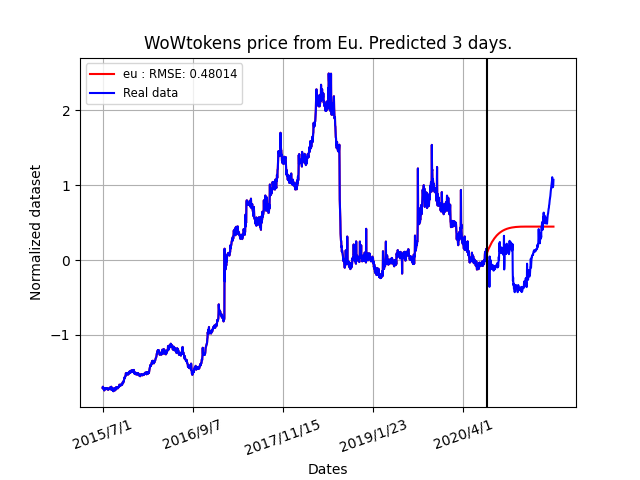 WoWtokens price from Eu. Predicted 3 days.
eu : RMSE: 0.48014
Real data
Normalized dataset
2
1
0
−1
2015/7/1
2016/9/7
2017/11/15
2019/1/23
2020/4/1
Dates